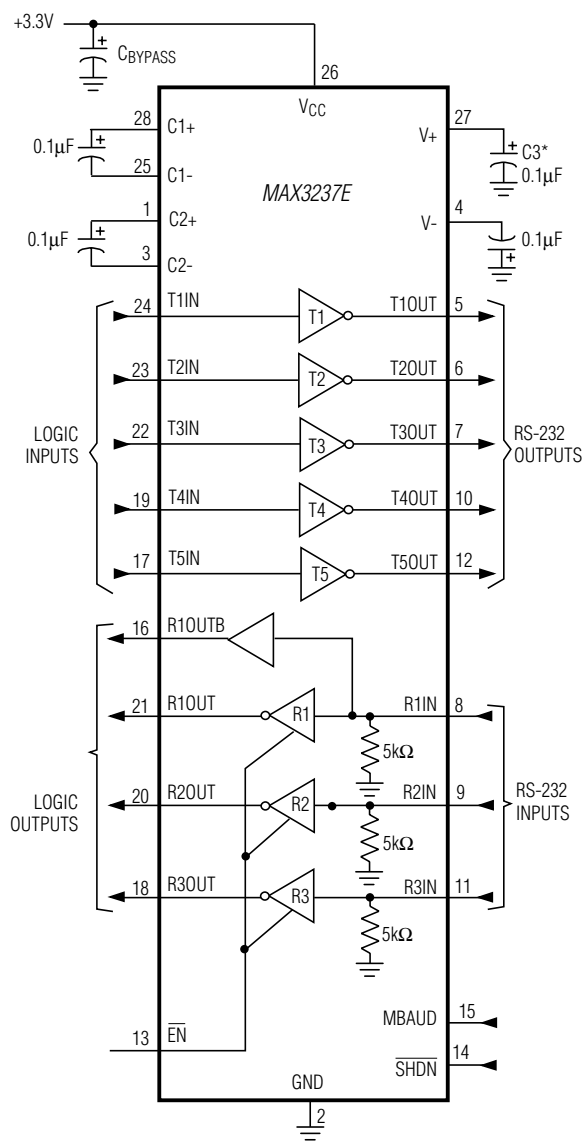 +3.3V
CBYPASS
26
VCC
28
C1+
27
V+
0.1µF
C3*
0.1µF
25
C1-
MAX3237E
1
C2+
4
V-
0.1µF
0.1µF
3
C2-
24
T1IN
T1
T1OUT
5
23
T2IN
T2
T2OUT
6
LOGIC
INPUTS
22
T3IN
T3
T3OUT
7
RS-232
OUTPUTS
19
T4IN
T4
T4OUT
10
17
T5IN
T5
T5OUT
12
16
R1OUTB
21
R1OUT
R1
R1IN
8
5kΩ
LOGIC
OUTPUTS
20
R2OUT
R2
R2IN
9
RS-232
INPUTS
5kΩ
18
R3OUT
R3
R3IN
11
5kΩ
MBAUD
15
13
EN
SHDN
14
GND
2